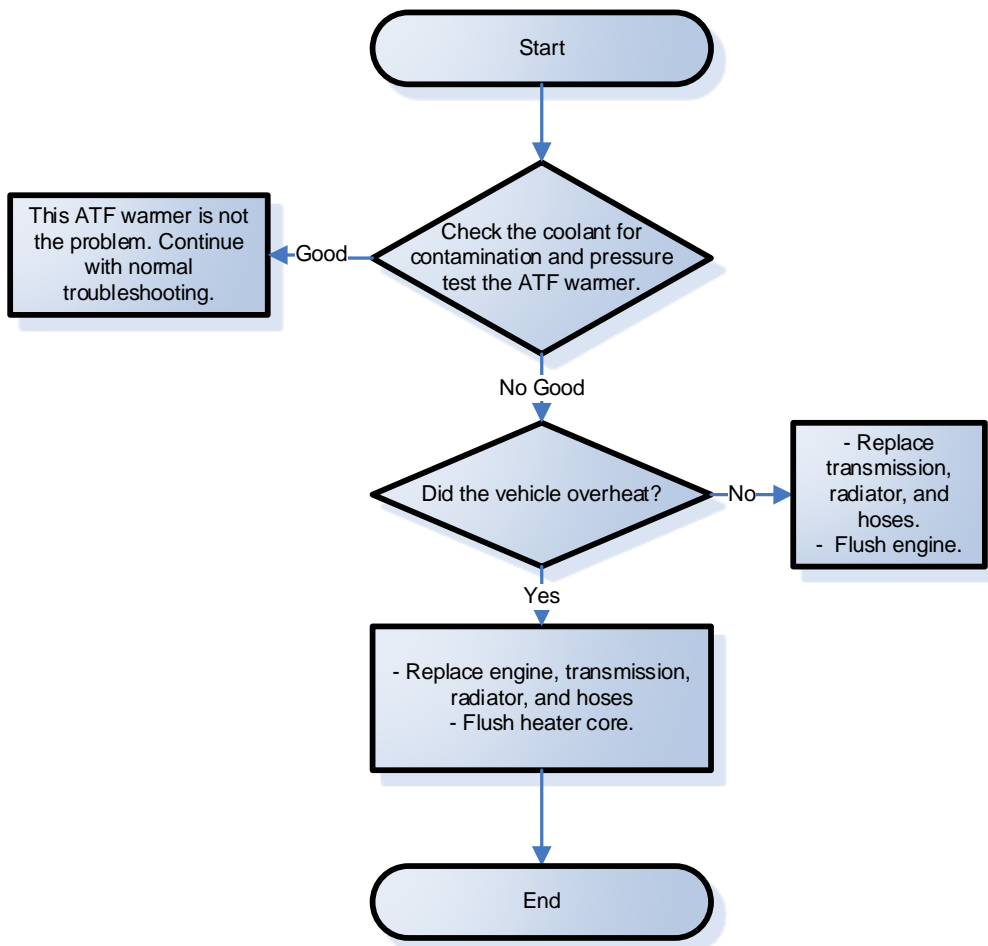 Start
Check the coolant for
contamination and pressure
test the ATF warmer.
Good
This ATF warmer is not
the problem. Continue
with normal
troubleshooting.
No Good
Did the vehicle overheat?
No
- Replace
transmission,
radiator, and
hoses.
- Flush engine.
Yes
- Replace engine, transmission,
radiator, and hoses
- Flush heater core.
End